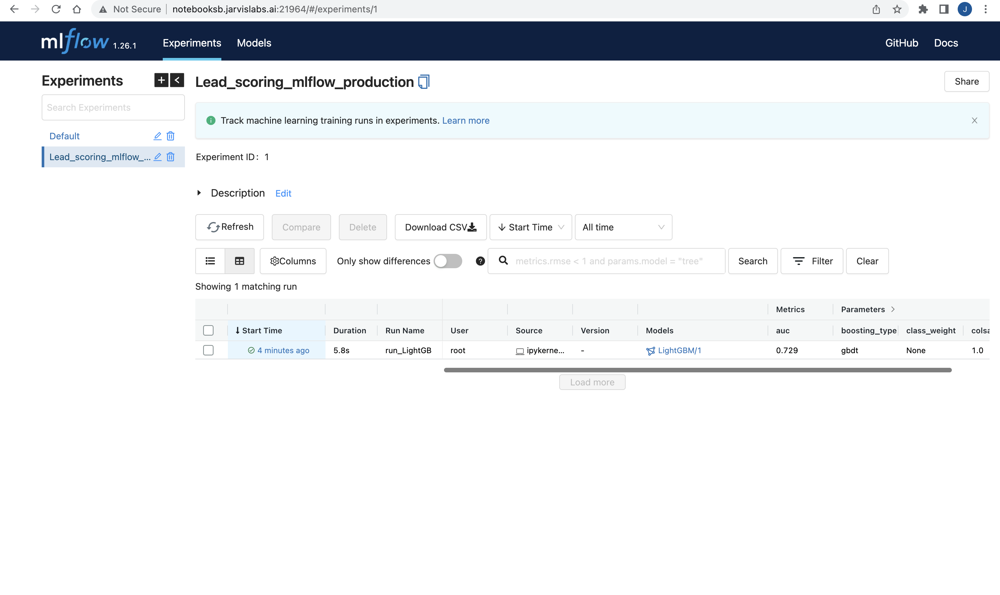 Not Secure notebooksb.jarvislabs.ai:21964/#/experiments/1 J
mlflow 1.26.1 Experiments Models GitHub Docs
Experiments Lead_scoring_mlflow_production Share
Search Experiments
Track machine learning training runs in experiments. Learn more
Default
Lead_scoring_mlflow_... Experiment ID: 1
Description Edit
Refresh Compare Delete Download CSV Start Time All time
Columns Only show differences ? metrics.rmse < 1 and params.model = "tree" Search Filter Clear
Showing 1 matching run
Metrics Parameters
Start Time Duration Run Name User Source Version Models auc boosting_type class_weight colsa
4 minutes ago 5.8s run_LightGB root ipykerne... - LightGBM/1 0.729 gbdt None 1.0
Load more